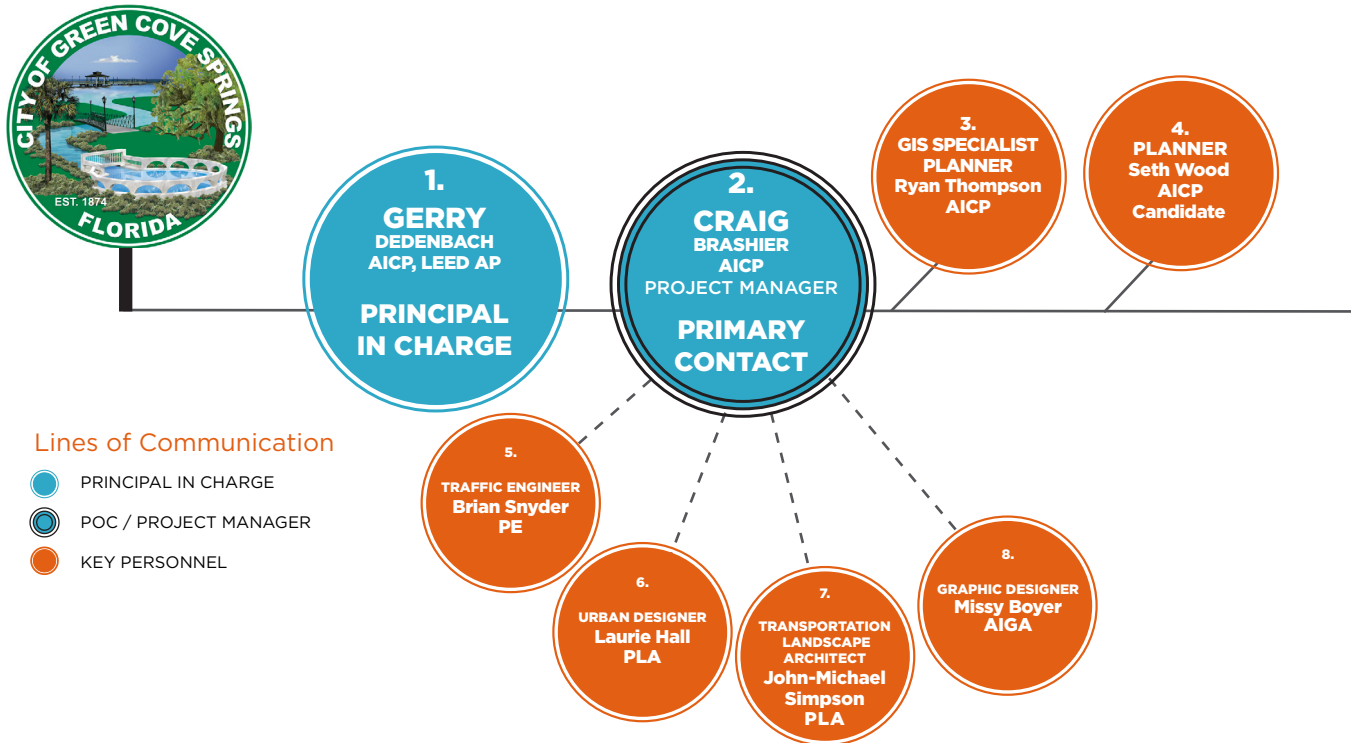 CITY OF GREEN COVE SPRINGS
EST. 1874
FLORIDA
1.
GERRY
DEDENBACH
AICP, LEED AP
PRINCIPAL
IN CHARGE
2.
CRAIG
BRASHIER
AICP
PROJECT MANAGER
PRIMARY
CONTACT
3.
GIS SPECIALIST
PLANNER
Ryan Thompson
AICP
4.
PLANNER
Seth Wood
AICP
Candidate
Lines of Communication
PRINCIPAL IN CHARGE
POC / PROJECT MANAGER
KEY PERSONNEL
5.
TRAFFIC ENGINEER
Brian Snyder
PE
6.
URBAN DESIGNER
Laurie Hall
PLA
7.
TRANSPORTATION
LANDSCAPE
ARCHITECT
John-Michael
Simpson
PLA
8.
GRAPHIC DESIGNER
Missy Boyer
AIGA